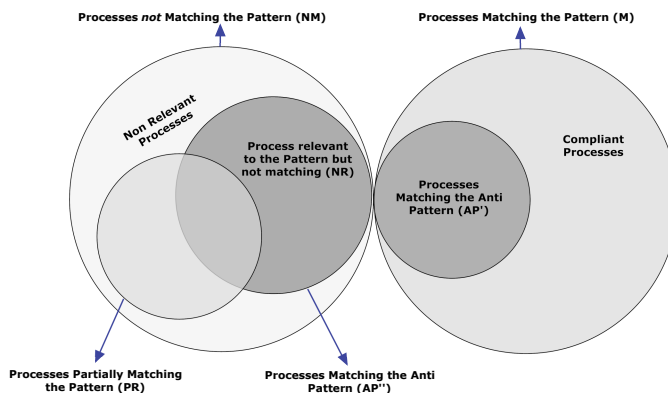 Processes not Matching the Pattern (NM)
Processes Matching the Pattern (M)
Non Relevant
Processes
Process relevant
to the Pattern but
not matching (NR)
Compliant
Processes
Processes
Matching the Anti
Pattern (AP')
Processes Partially Matching
the Pattern (PR)
Processes Matching the Anti
Pattern (AP'')